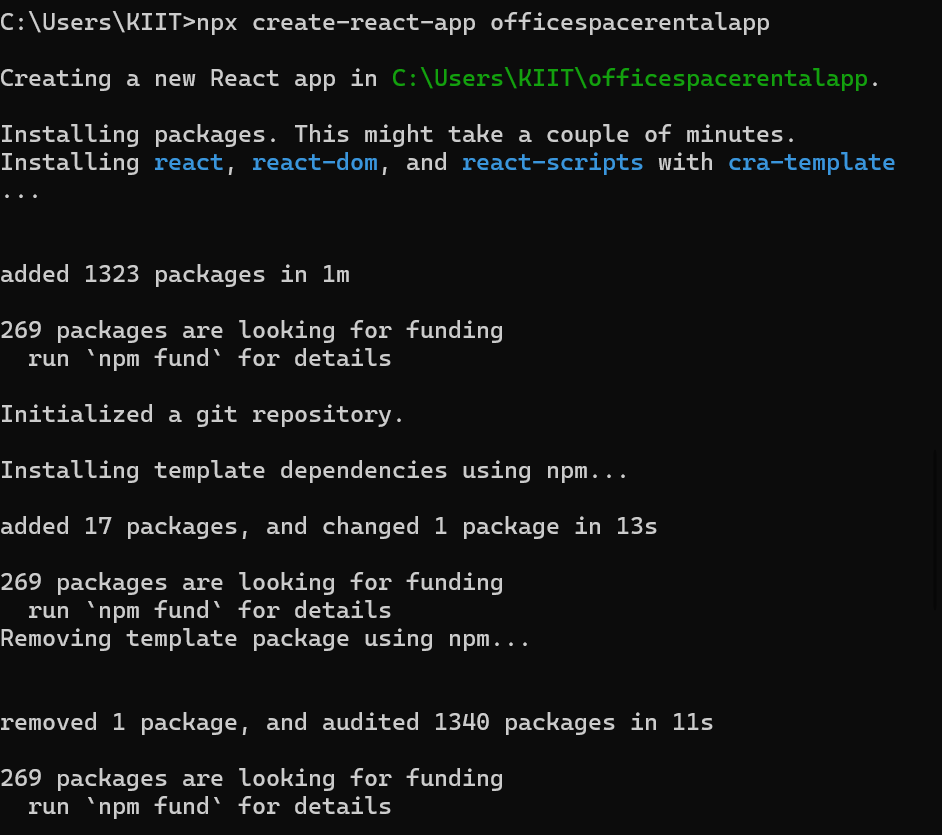 C:\Users\KIIT>npx create-react-app officespacerentalapp
Creating a new React app in C:\Users\KIIT\officespacerentalapp.
Installing packages. This might take a couple of minutes.
Installing react, react-dom, and react-scripts with cra-template
...
added 1323 packages in 1m
269 packages are looking for funding
  run `npm fund` for details
Initialized a git repository.
Installing template dependencies using npm...
added 17 packages, and changed 1 package in 13s
269 packages are looking for funding
  run `npm fund` for details
Removing template package using npm...
removed 1 package, and audited 1340 packages in 11s
269 packages are looking for funding
  run `npm fund` for details